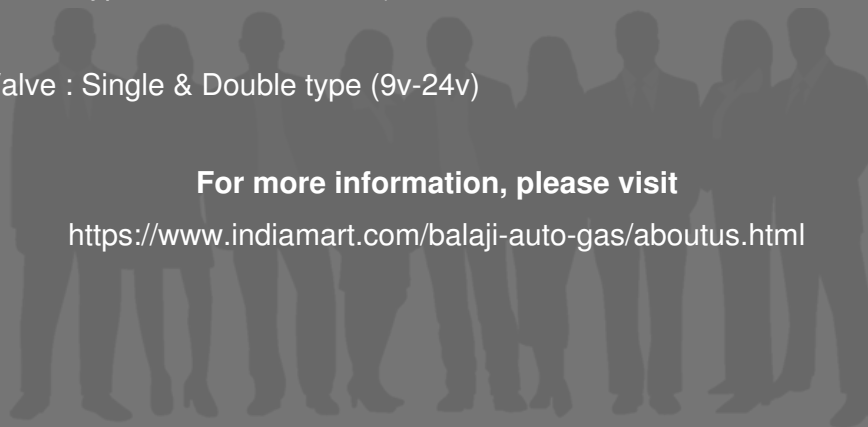 alve : Single & Double type (9v-24v)
For more information, please visit
https://www.indiamart.com/balaji-auto-gas/aboutus.html